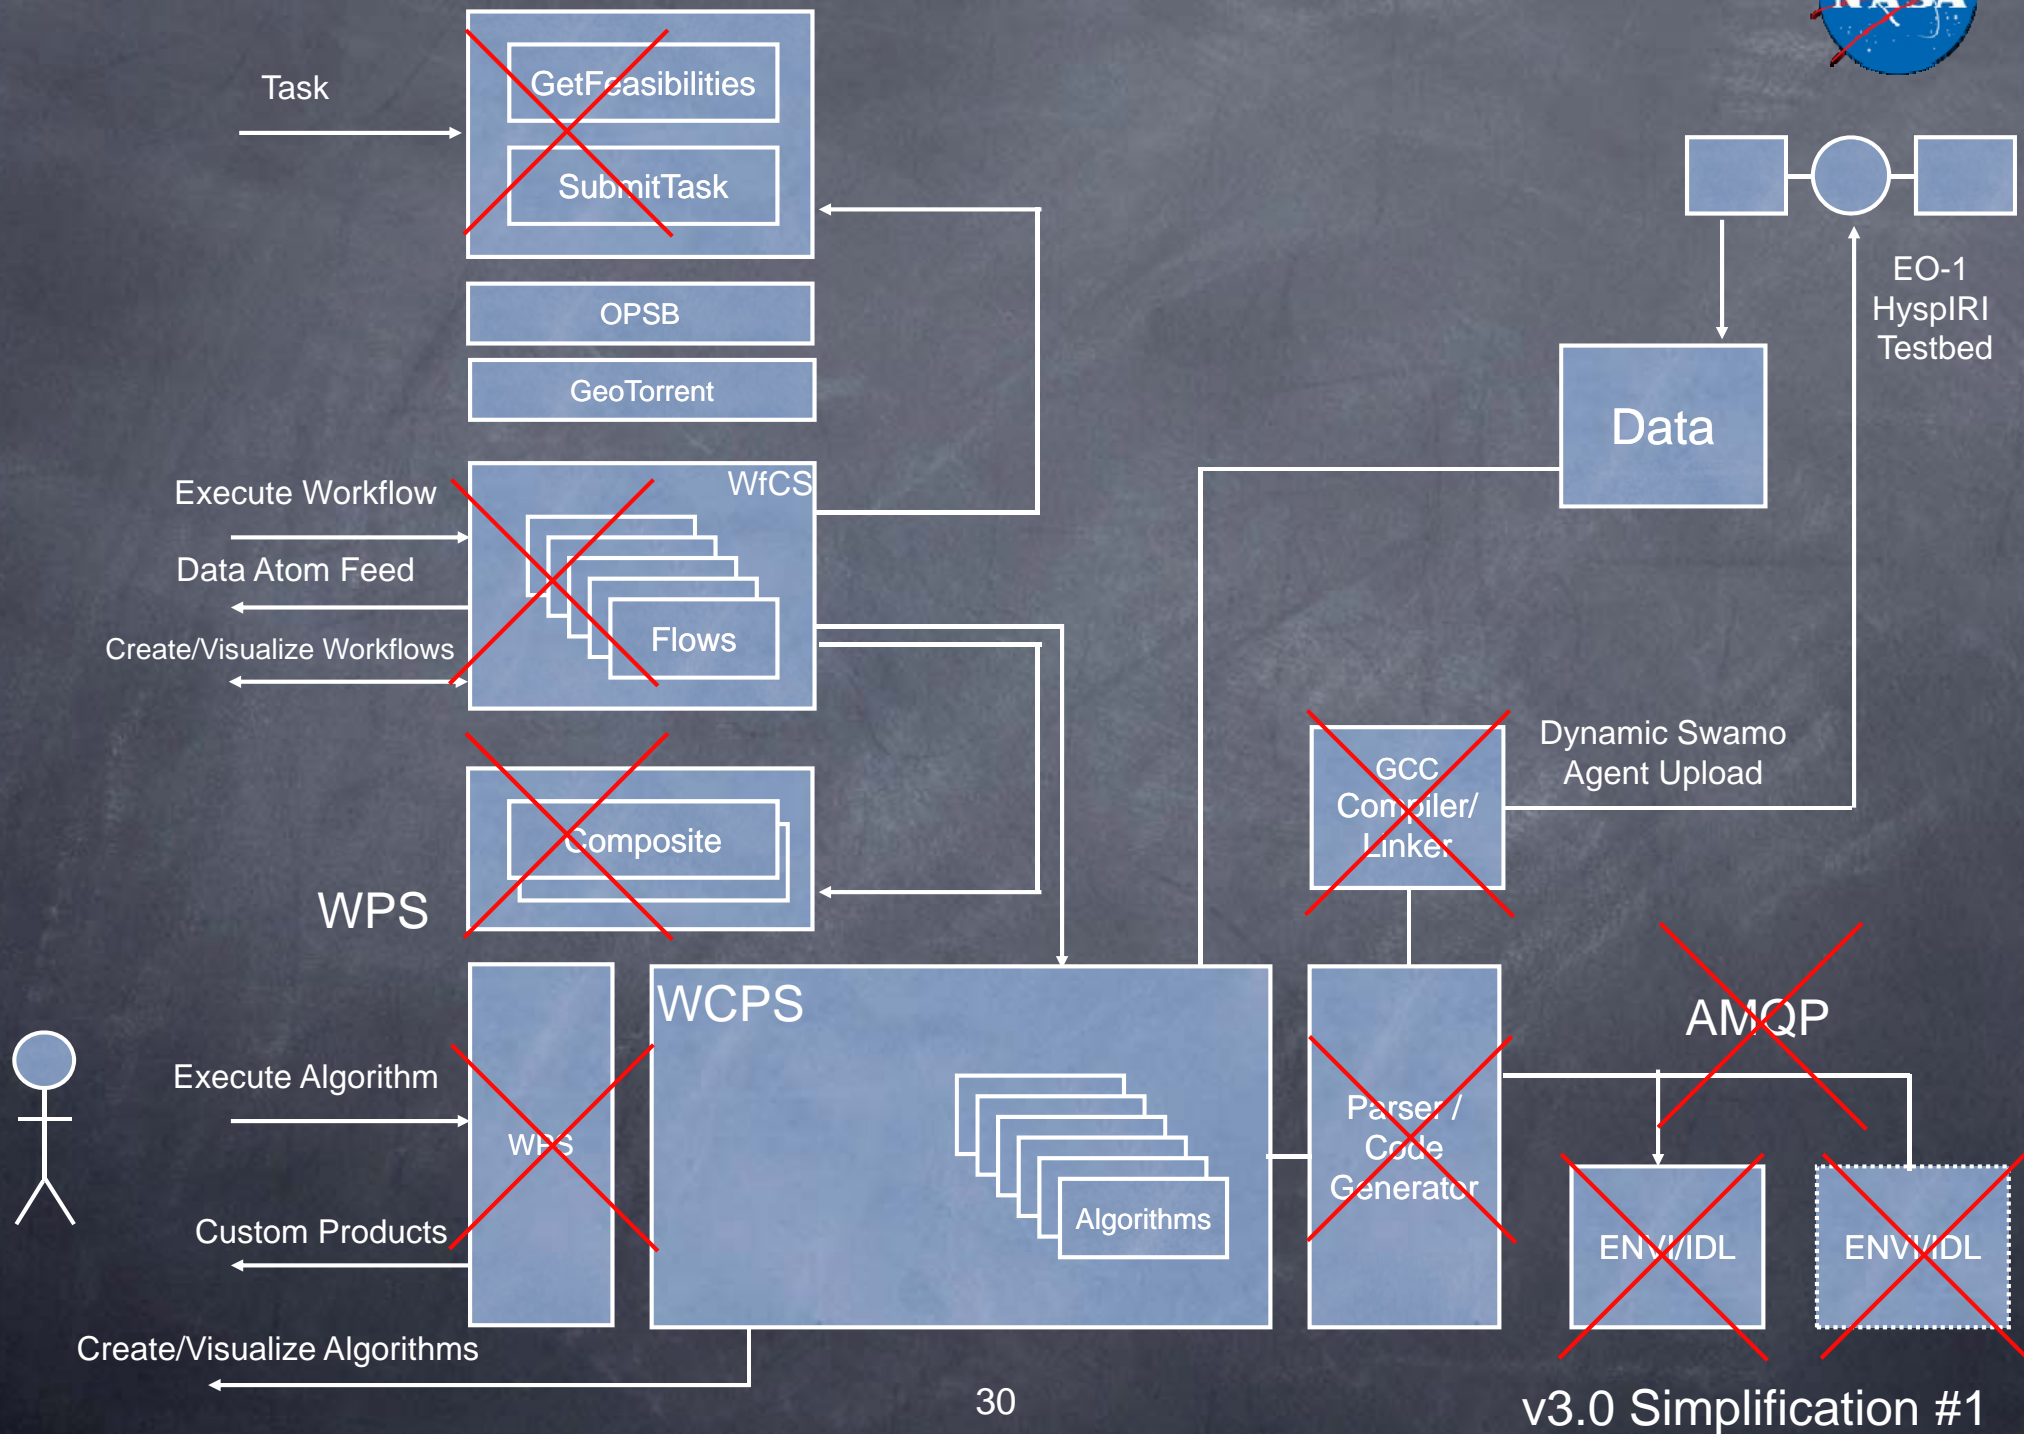 NASA
Task
GetFeasibilities
SubmitTask
OPSB
GeoTorrent
EO-1
HyspIRI
Testbed
Data
WfCS
Execute Workflow
Data Atom Feed
Create/Visualize Workflows
Flows
Dynamic Swamo
Agent Upload
GCC
Compiler/
Linker
Composite
WPS
WCPS
AMQP
Execute Algorithm
WPS
Parser /
Code
Generator
Algorithms
Custom Products
ENVI/IDL
ENVI/IDL
Create/Visualize Algorithms
30
v3.0 Simplification #1